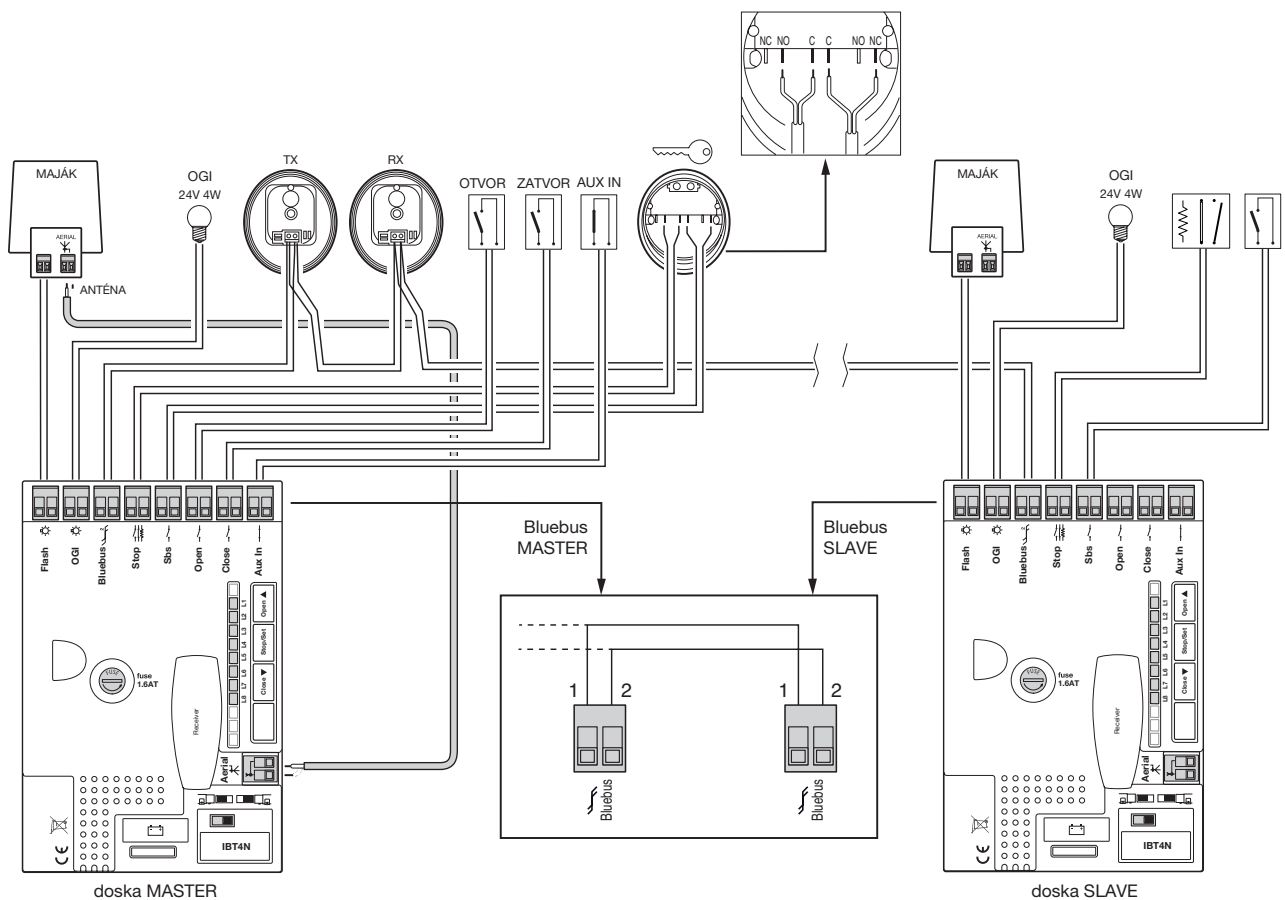 NC NO C C NO NC
MAJÁK
AERIAL
ANTÉNA
OGI
24V 4W
TX
RX
OTVOR
ZATVOR
AUX IN
MAJÁK
AERIAL
OGI
24V 4W
Flash
OGI
Bluebus
Stop
Sbs
Open
Close
Aux In
L1
L2
L3
L4
L5
L6
L7
L8
Open ▲
Stop/Set
Close ▼
FUSE
fuse
1.6AT
Receiver
Aerial
IBT4N
CE
doska MASTER
Bluebus
MASTER
Bluebus
SLAVE
1 2
Bluebus
1 2
Bluebus
Flash
OGI
Bluebus
Stop
Sbs
Open
Close
Aux In
L1
L2
L3
L4
L5
L6
L7
L8
Open ▲
Stop/Set
Close ▼
FUSE
fuse
1.6AT
Receiver
Aerial
IBT4N
CE
doska SLAVE